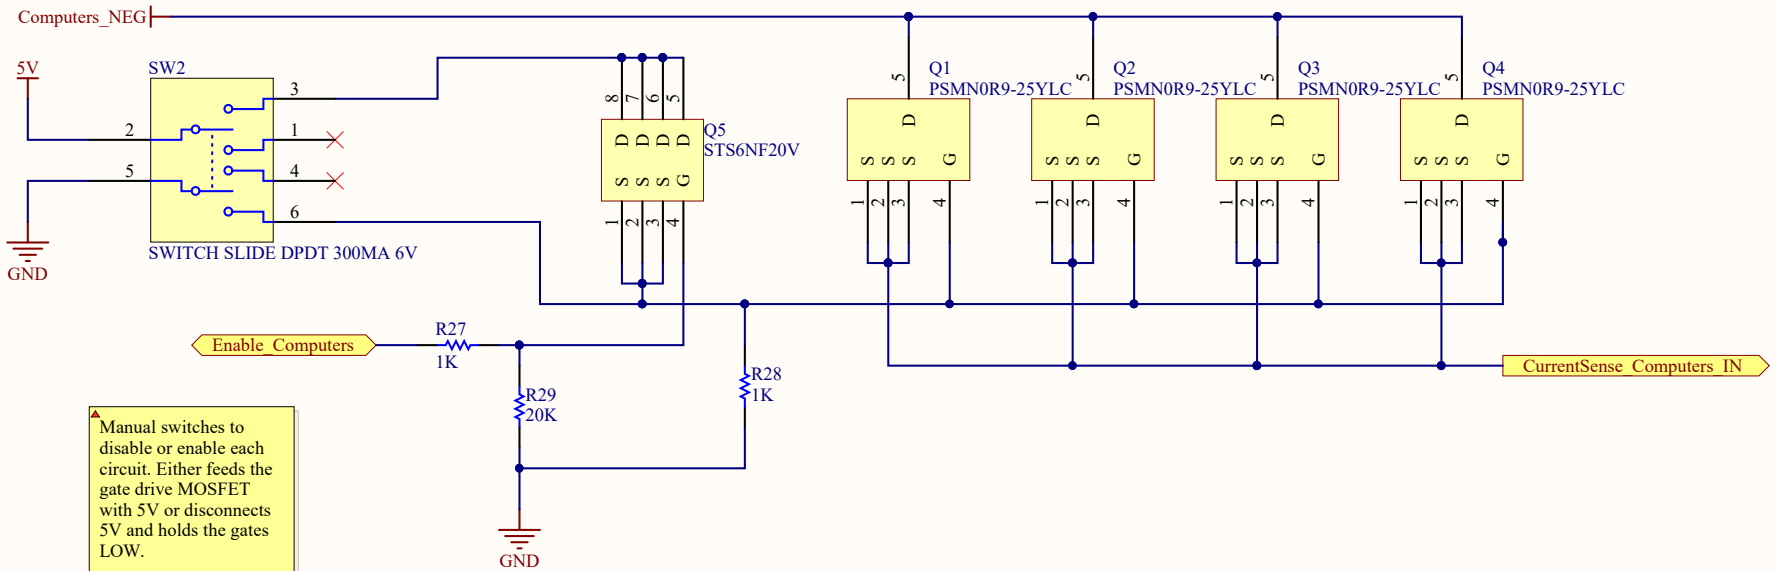 Computers_NEG
5V
SW2
3
2
1
5
4
6
SWITCH SLIDE DPDT 300MA 6V
GND
8 7 6 5
D D D D
S S S G
1 2 3 4
Q5
STS6NF20V
5
Q1
PSMN0R9-25YLC
D
S S S G
1 2 3 4
5
Q2
PSMN0R9-25YLC
D
S S S G
1 2 3 4
5
Q3
PSMN0R9-25YLC
D
S S S G
1 2 3 4
5
Q4
PSMN0R9-25YLC
D
S S S G
1 2 3 4
Enable_Computers
R27
1K
R29
20K
R28
1K
CurrentSense_Computers_IN
GND
Manual switches to
disable or enable each
circuit. Either feeds the
gate drive MOSFET
with 5V or disconnects
5V and holds the gates
LOW.